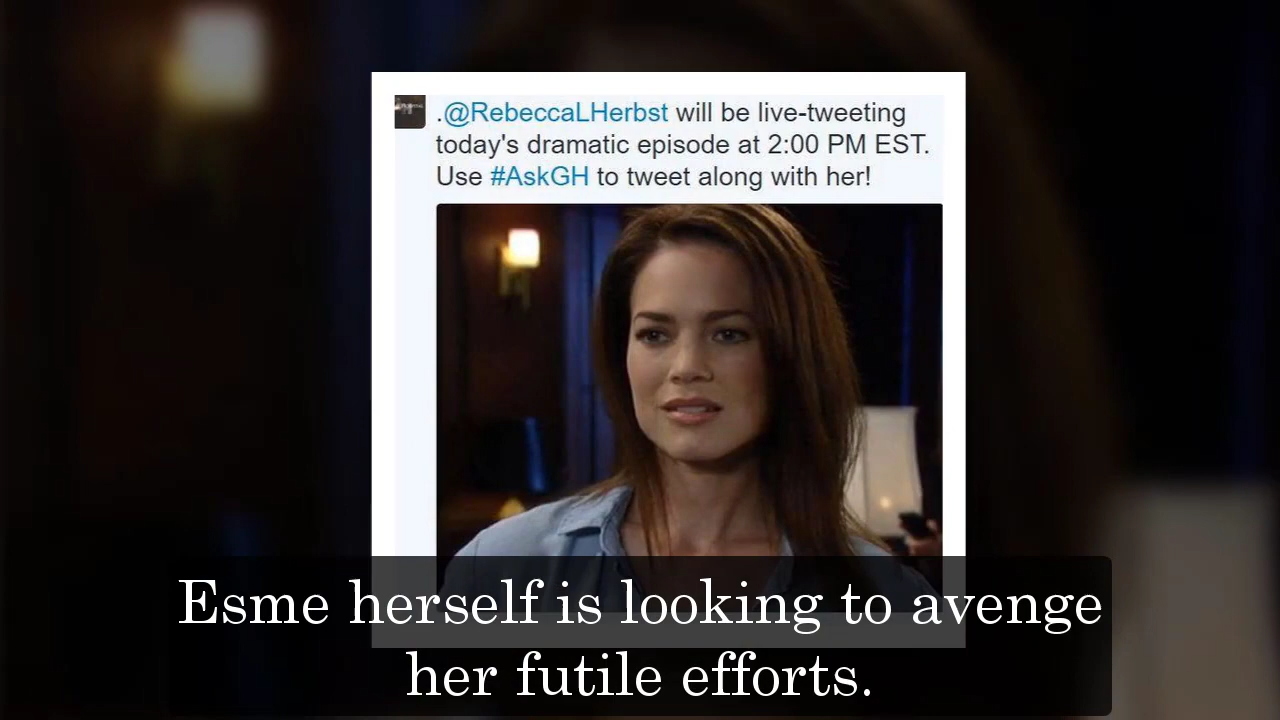 .@RebeccaLHerbst will be live-tweeting
today's dramatic episode at 2:00 PM EST.
Use #AskGH to tweet along with her!
Esme herself is looking to avenge
her futile efforts.